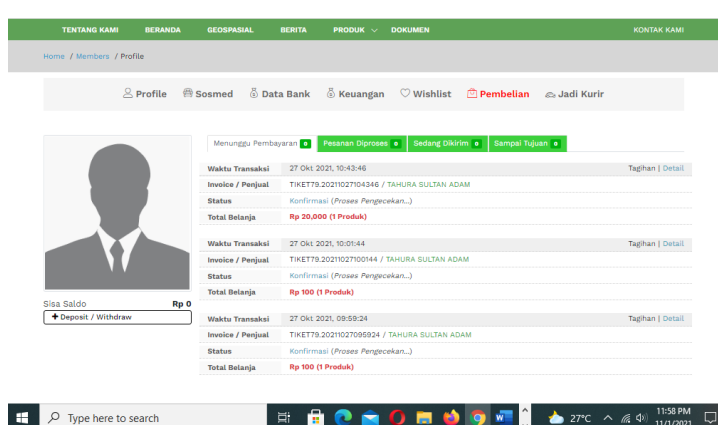 TENTANG KAMI BERANDA GEOSPASIAL BERITA PRODUK DOKUMEN KONTAK KAMI
Home / Members / Profile
Profile Sosmed Data Bank Keuangan Wishlist Pembelian Jadi Kurir
Menunggu Pembayaran 0 Pesanan Diproses 0 Sedang Dikirim 0 Sampai Tujuan 0
Waktu Transaksi 27 Okt 2021, 10:43:46 Tagihan | Detail
Invoice / Penjual TIKET79.20211027104346 / TAHURA SULTAN ADAM
Status Konfirmasi (Proses Pengecekan...)
Total Belanja Rp 20,000 (1 Produk)
Waktu Transaksi 27 Okt 2021, 10:01:44 Tagihan | Detail
Invoice / Penjual TIKET79.20211027100144 / TAHURA SULTAN ADAM
Status Konfirmasi (Proses Pengecekan...)
Total Belanja Rp 100 (1 Produk)
Sisa Saldo Rp 0
+ Deposit / Withdraw
Waktu Transaksi 27 Okt 2021, 09:59:24 Tagihan | Detail
Invoice / Penjual TIKET79.20211027095924 / TAHURA SULTAN ADAM
Status Konfirmasi (Proses Pengecekan...)
Total Belanja Rp 100 (1 Produk)
Type here to search 27°C 11:58 PM
11/1/2021